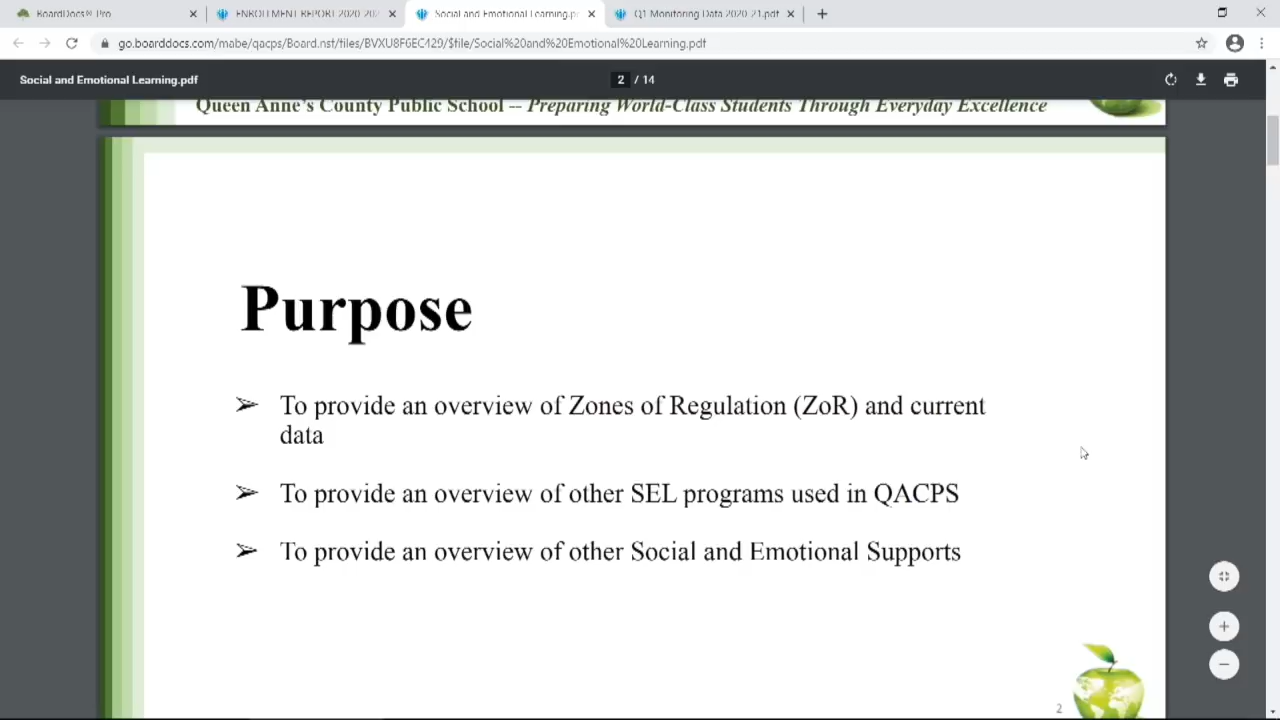 BoardDocs® Pro
ENROLLMENT REPORT 2020-202
Social and Emotional Learning.p
Q1 Monitoring Data 2020-21.pdf
go.boarddocs.com/mabe/qacps/Board.nsf/files/BVXU8F6EC429/$file/Social%20and%20Emotional%20Learning.pdf
Social and Emotional Learning.pdf
2 / 14
Queen Anne's County Public School -- Preparing World-Class Students Through Everyday Excellence
Purpose
➢ To provide an overview of Zones of Regulation (ZoR) and current
data
➢ To provide an overview of other SEL programs used in QACPS
➢ To provide an overview of other Social and Emotional Supports
2